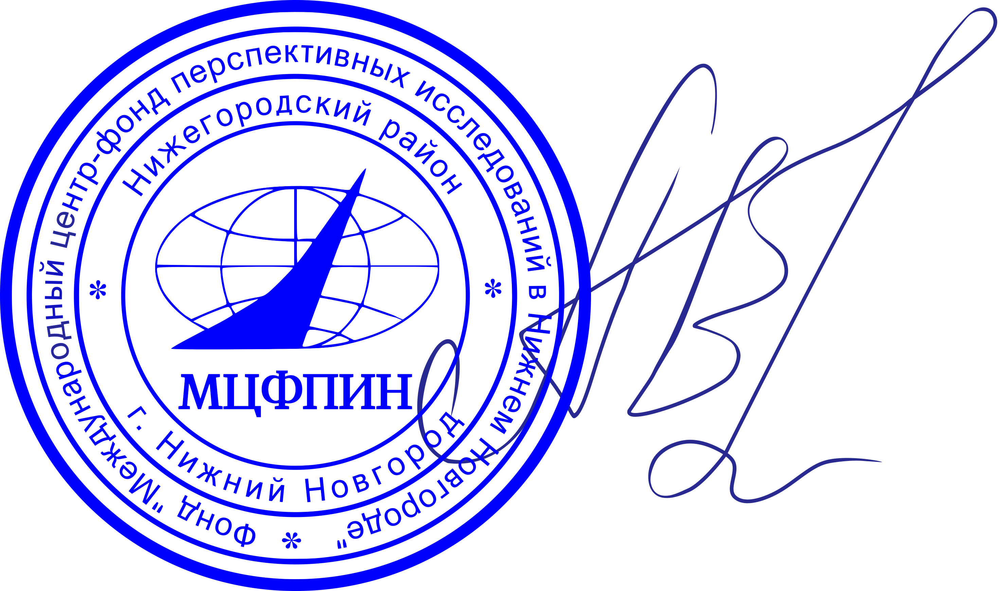 Фонд "Международный центр-фонд перспективных исследований в Нижнем Новгороде"
Нижегородский район
г. Нижний Новгород
МЦФПИН